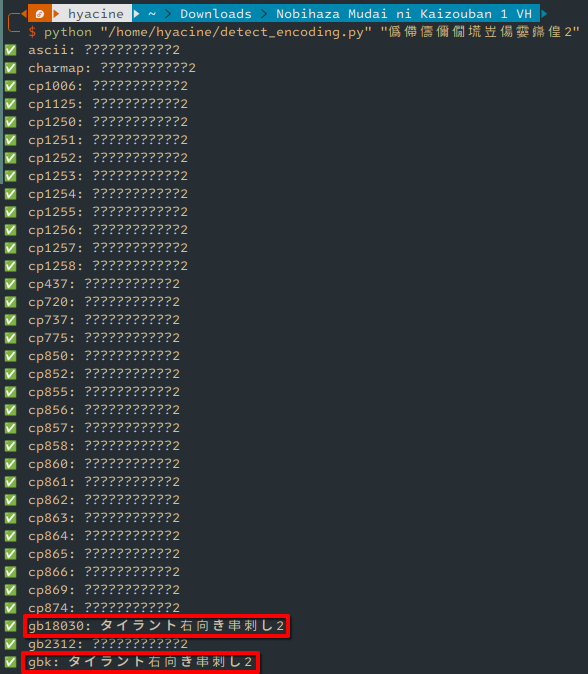 hyacine ~ > Downloads > Nobihaza Mudai ni Kaizouban 1 VH
$ python "/home/hyacine/detect_encoding.py" "僞僀儔儞僩塃岦偒孁巋偟2"
✅ ascii: ???????????2
✅ charmap: ???????????2
✅ cp1006: ???????????2
✅ cp1125: ???????????2
✅ cp1250: ???????????2
✅ cp1251: ???????????2
✅ cp1252: ???????????2
✅ cp1253: ???????????2
✅ cp1254: ???????????2
✅ cp1255: ???????????2
✅ cp1256: ???????????2
✅ cp1257: ???????????2
✅ cp1258: ???????????2
✅ cp437: ???????????2
✅ cp720: ???????????2
✅ cp737: ???????????2
✅ cp775: ???????????2
✅ cp850: ???????????2
✅ cp852: ???????????2
✅ cp855: ???????????2
✅ cp856: ???????????2
✅ cp857: ???????????2
✅ cp858: ???????????2
✅ cp860: ???????????2
✅ cp861: ???????????2
✅ cp862: ???????????2
✅ cp863: ???????????2
✅ cp864: ???????????2
✅ cp865: ???????????2
✅ cp866: ???????????2
✅ cp869: ???????????2
✅ cp874: ???????????2
✅ gb18030: タイラント右向き串刺し2
✅ gb2312: ???????????2
✅ gbk: タイラント右向き串刺し2